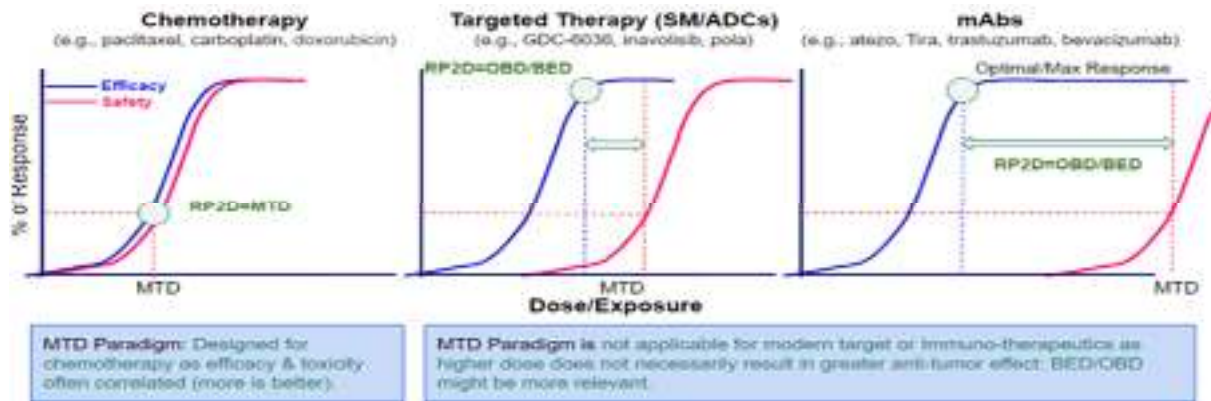 Chemotherapy
(e.g., paclitaxel, carboplatin, doxorubicin)
Targeted Therapy (SM/ADCs)
(e.g., GDC-6036, inavolisib, pola)
mAbs
(e.g., atezo, Tira, trastuzumab, bevacizumab)
Efficacy
Safety
RP2D=MTD
RP2D=OBD/BED
Optimal/Max Response
RP2D=OBD/BED
% of Response
MTD
MTD
MTD
Dose/Exposure
MTD Paradigm: Designed for
chemotherapy as efficacy & toxicity
often correlated (more is better).
MTD Paradigm is not applicable for modern target or Immuno-therapeutics as
higher dose does not necessarily result in greater anti-tumor effect: BED/OBD
might be more relevant.